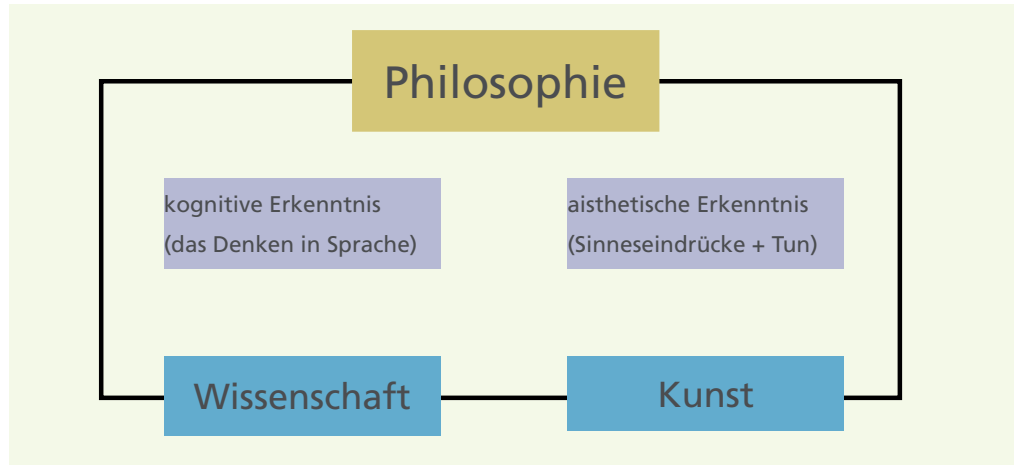 Philosophie
kognitive Erkenntnis
(das Denken in Sprache)
aisthetische Erkenntnis
(Sinneseindrücke + Tun)
Wissenschaft
Kunst